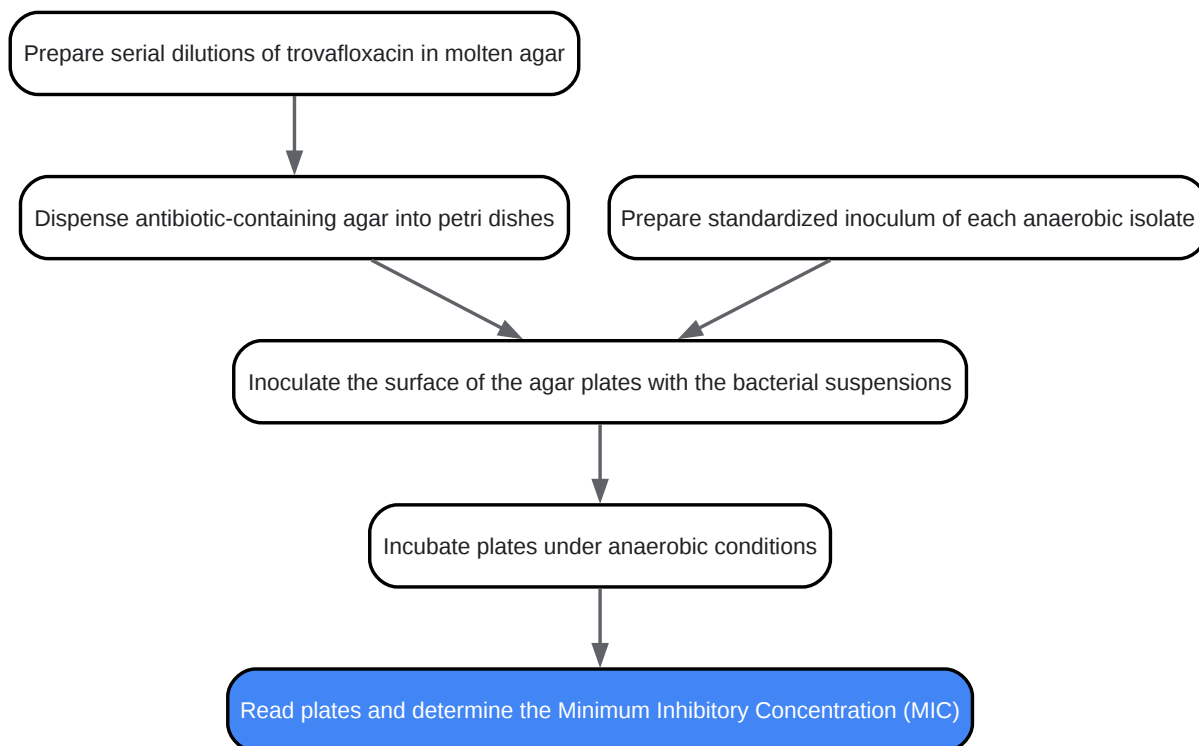 Prepare serial dilutions of trovafloxacin in molten agar
Dispense antibiotic-containing agar into petri dishes
Prepare standardized inoculum of each anaerobic isolate
Inoculate the surface of the agar plates with the bacterial suspensions
Incubate plates under anaerobic conditions
Read plates and determine the Minimum Inhibitory Concentration (MIC)